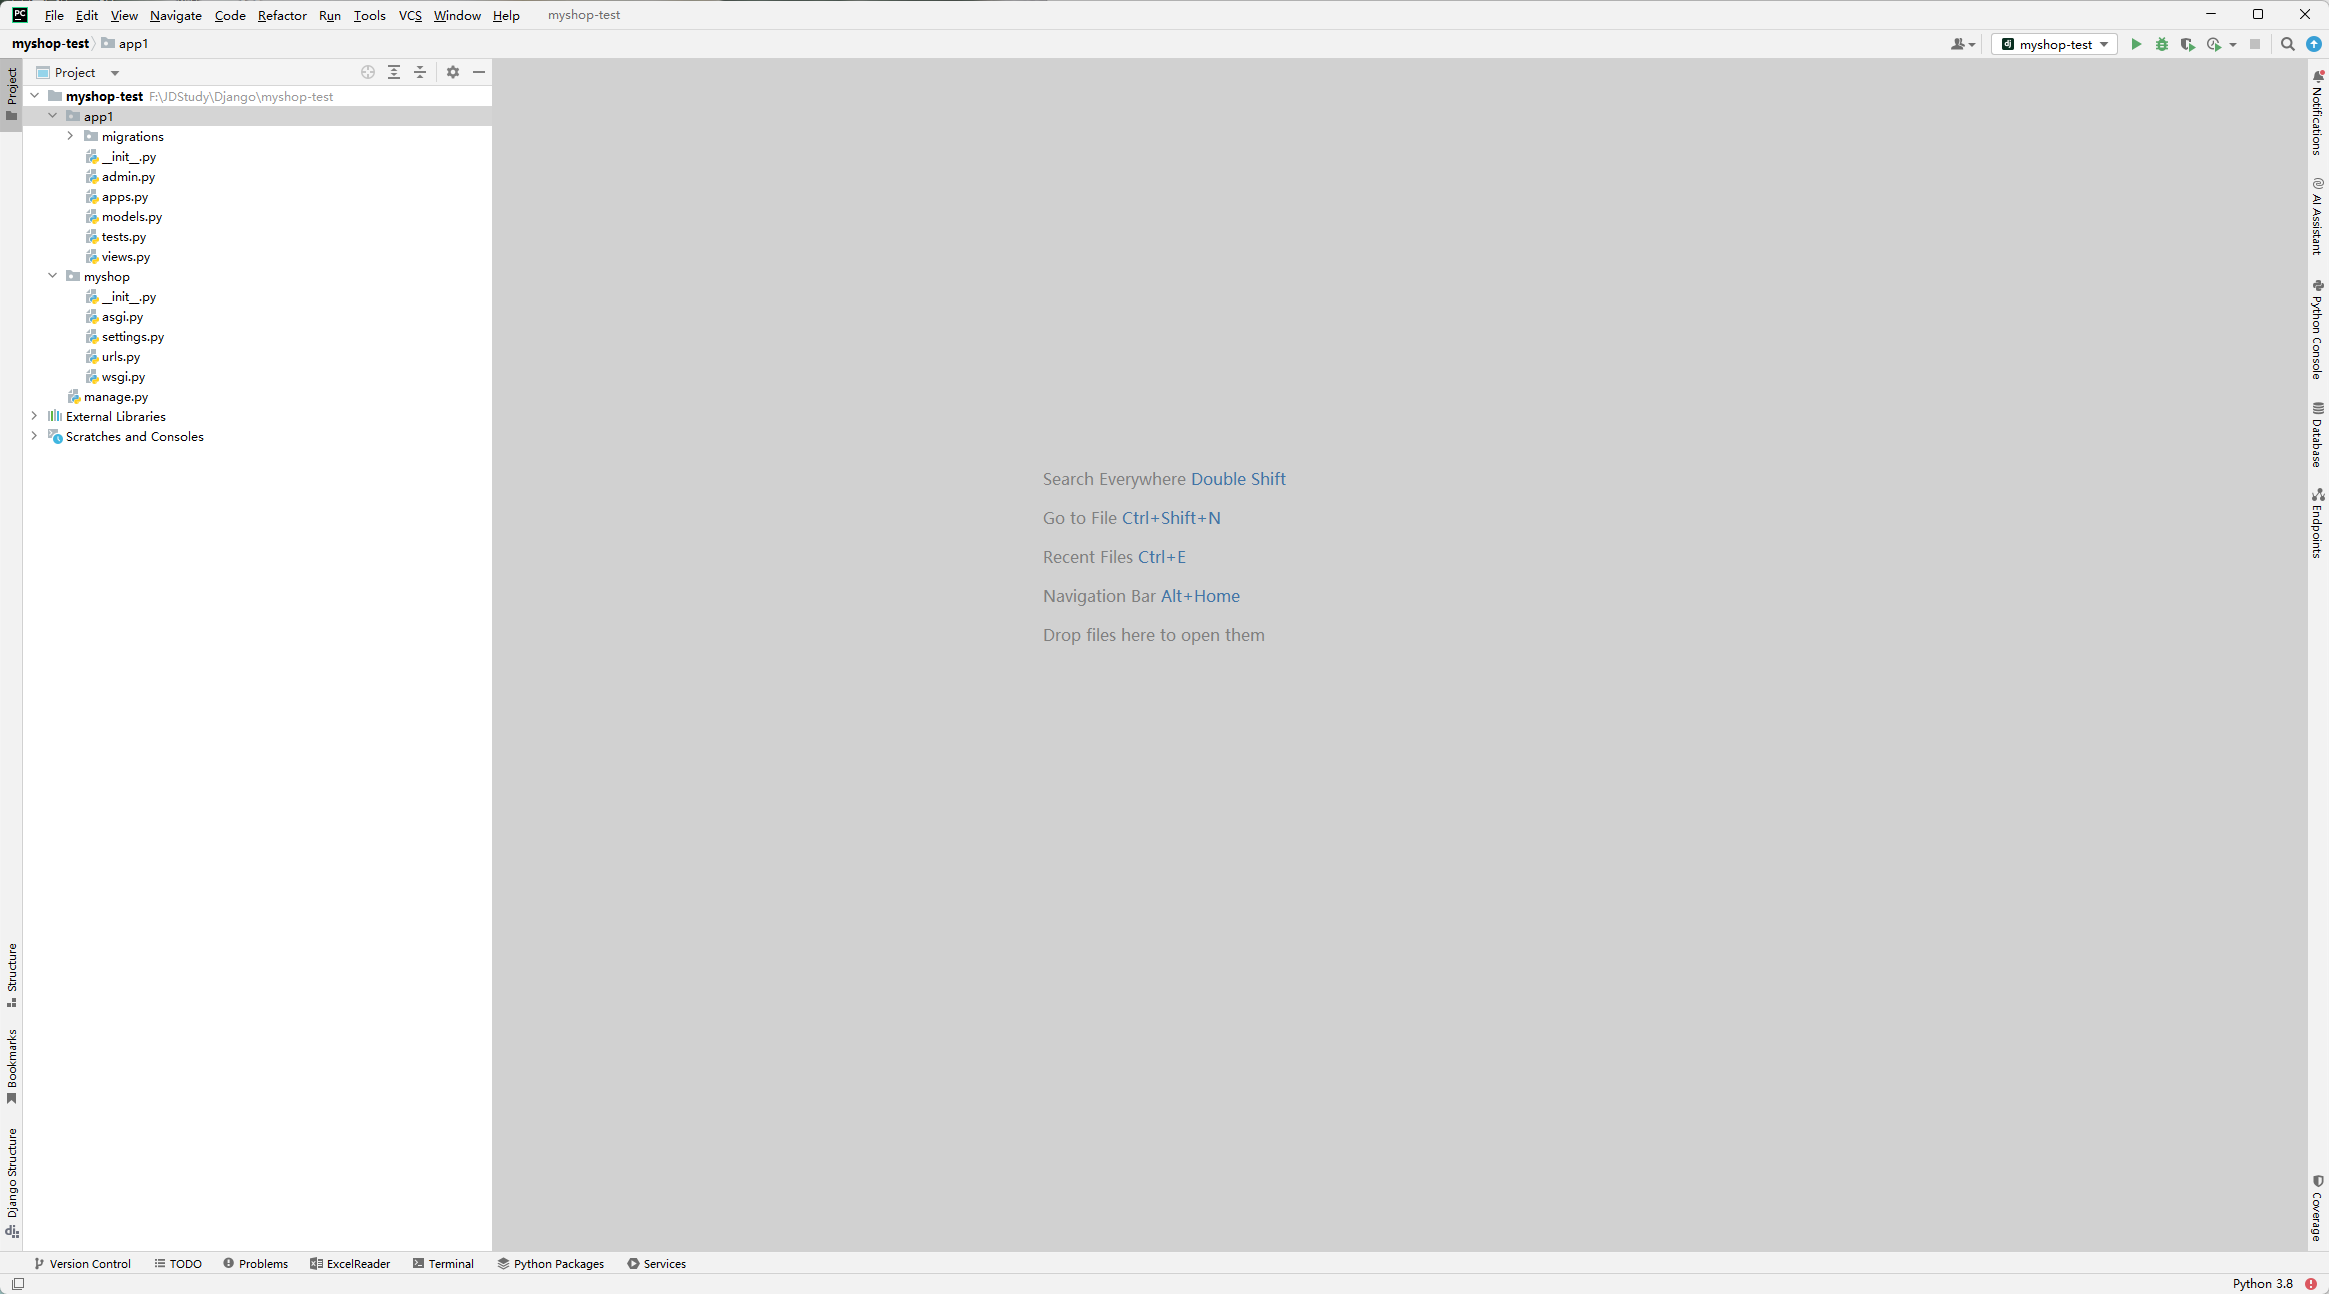 PC File Edit View Navigate Code Refactor Run Tools VCS Window Help myshop-test
myshop-test app1
dj myshop-test
Project
Project
myshop-test F:\JDStudy\Django\myshop-test
app1
migrations
__init__.py
admin.py
apps.py
models.py
tests.py
views.py
myshop
__init__.py
asgi.py
settings.py
urls.py
wsgi.py
manage.py
External Libraries
Scratches and Consoles
Search Everywhere Double Shift
Go to File Ctrl+Shift+N
Recent Files Ctrl+E
Navigation Bar Alt+Home
Drop files here to open them
Notifications
AI Assistant
Python Console
Database
Endpoints
Coverage
Structure
Bookmarks
Django Structure
Version Control TODO Problems ExcelReader Terminal Python Packages Services
Python 3.8